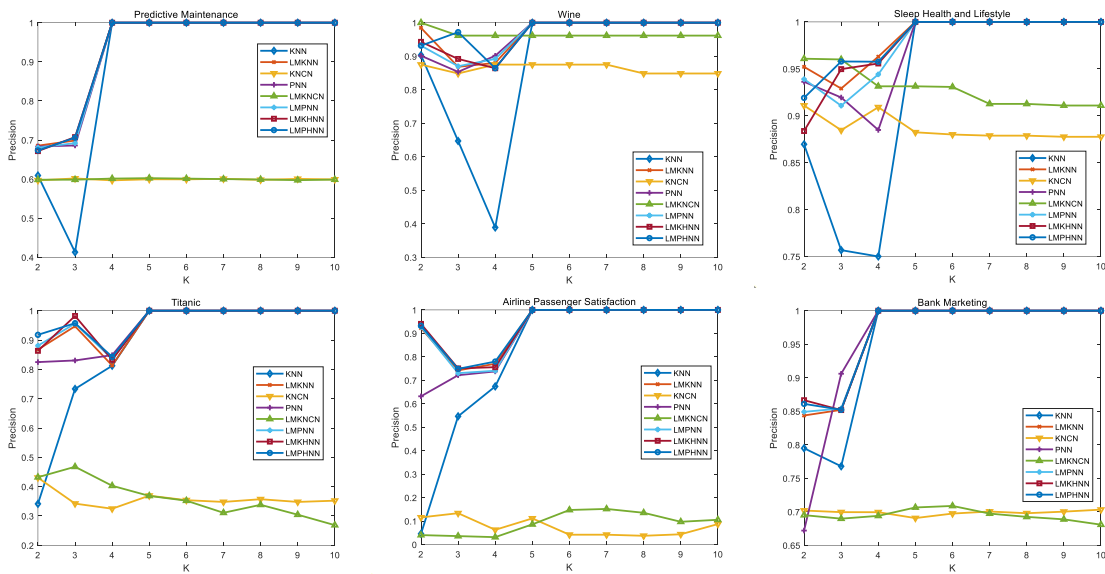 Predictive Maintenance
1
0.9
0.8
0.7
0.6
0.5
0.4
Precision
2 3 4 5 6 7 8 9 10
K
KNN
LMKNN
KNCN
PNN
LMKNCN
LMPNN
LMKHNN
LMPHNN
Wine
1
0.9
0.8
0.7
0.6
0.5
0.4
0.3
Precision
2 3 4 5 6 7 8 9 10
K
KNN
LMKNN
KNCN
PNN
LMKNCN
LMPNN
LMKHNN
LMPHNN
Sleep Health and Lifestyle
1
0.95
0.9
0.85
0.8
0.75
Precision
2 3 4 5 6 7 8 9 10
K
KNN
LMKNN
KNCN
PNN
LMKNCN
LMPNN
LMKHNN
LMPHNN
Titanic
1
0.9
0.8
0.7
0.6
0.5
0.4
0.3
0.2
Precision
2 3 4 5 6 7 8 9 10
K
KNN
LMKNN
KNCN
PNN
LMKNCN
LMPNN
LMKHNN
LMPHNN
Airline Passenger Satisfaction
1
0.9
0.8
0.7
0.6
0.5
0.4
0.3
0.2
0.1
0
Precision
2 3 4 5 6 7 8 9 10
K
KNN
LMKNN
KNCN
PNN
LMKNCN
LMPNN
LMKHNN
LMPHNN
Bank Marketing
1
0.95
0.9
0.85
0.8
0.75
0.7
0.65
Precision
2 3 4 5 6 7 8 9 10
K
KNN
LMKNN
KNCN
PNN
LMKNCN
LMPNN
LMKHNN
LMPHNN